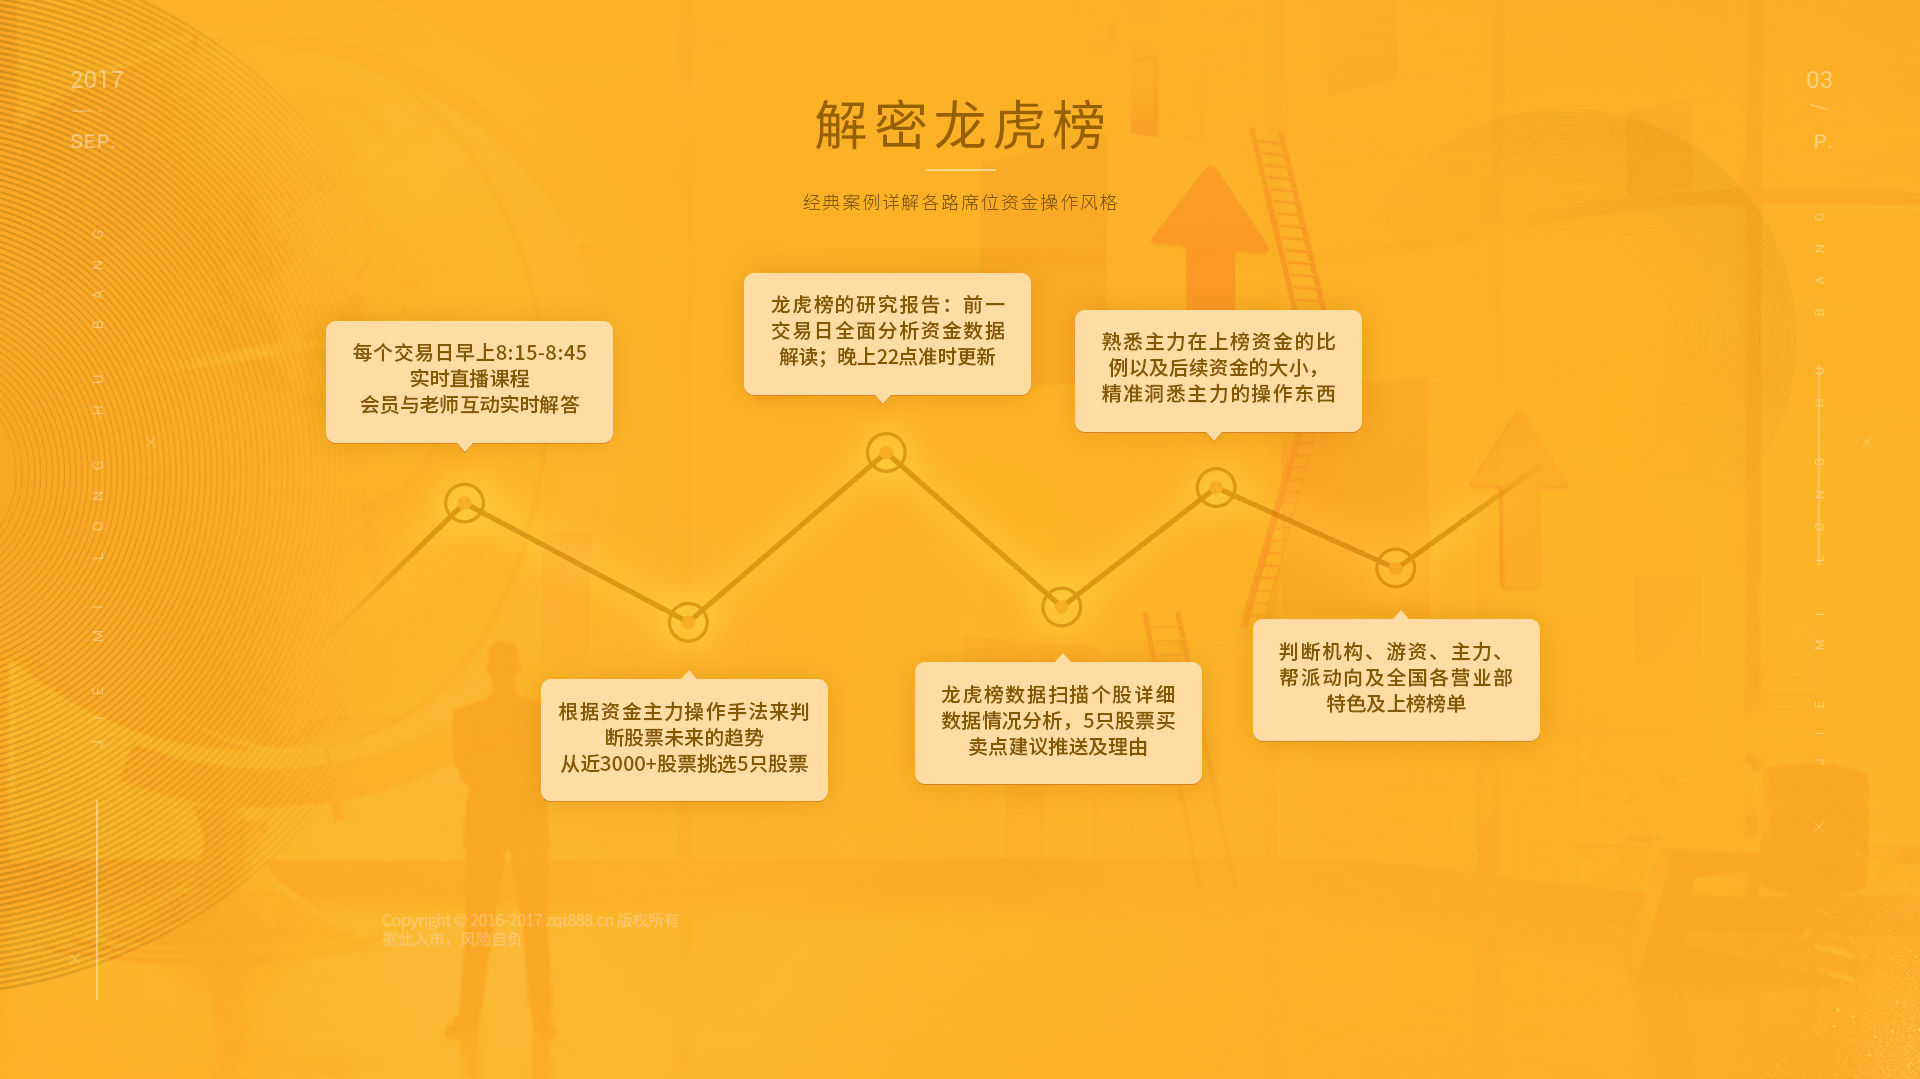 2017
SEP.
03
/
P.
解密龙虎榜
经典案例详解各路席位资金操作风格
每个交易日早上8:15-8:45
实时直播课程
会员与老师互动实时解答
龙虎榜的研究报告：前一
交易日全面分析资金数据
解读；晚上22点准时更新
熟悉主力在上榜资金的比
例以及后续资金的大小，
精准洞悉主力的操作东西
根据资金主力操作手法来判
断股票未来的趋势
从近3000+股票挑选5只股票
龙虎榜数据扫描个股详细
数据情况分析，5只股票买
卖点建议推送及理由
判断机构、游资、主力、
帮派动向及全国各营业部
特色及上榜榜单
JIE MI LONG HU BANG
JIE MI LONG HU BANG
Copyright © 2016-2017 zqt888.cn 版权所有
据此入市，风险自负